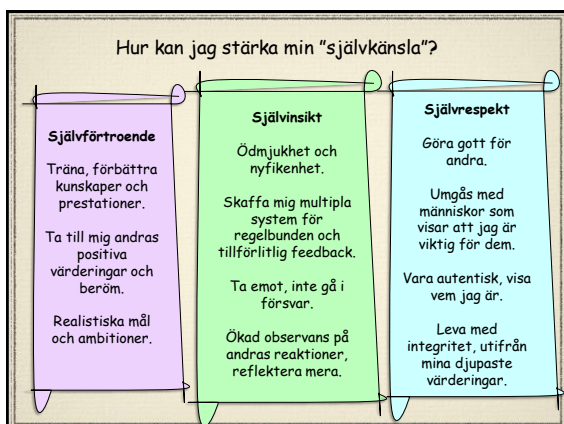 Hur kan jag stärka min ”självkänsla”?
Självförtroende
Träna, förbättra
kunskaper och
prestationer.
Ta till mig andras
positiva
värderingar och
beröm.
Realistiska mål
och ambitioner.
Självinsikt
Ödmjukhet och
nyfikenhet.
Skaffa mig multipla
system för
regelbunden och
tillförlitlig feedback.
Ta emot, inte gå i
försvar.
Ökad observans på
andras reaktioner,
reflektera mera.
Självrespekt
Göra gott för
andra.
Umgås med
människor som
visar att jag är
viktig för dem.
Vara autentisk, visa
vem jag är.
Leva med
integritet, utifrån
mina djupaste
värderingar.